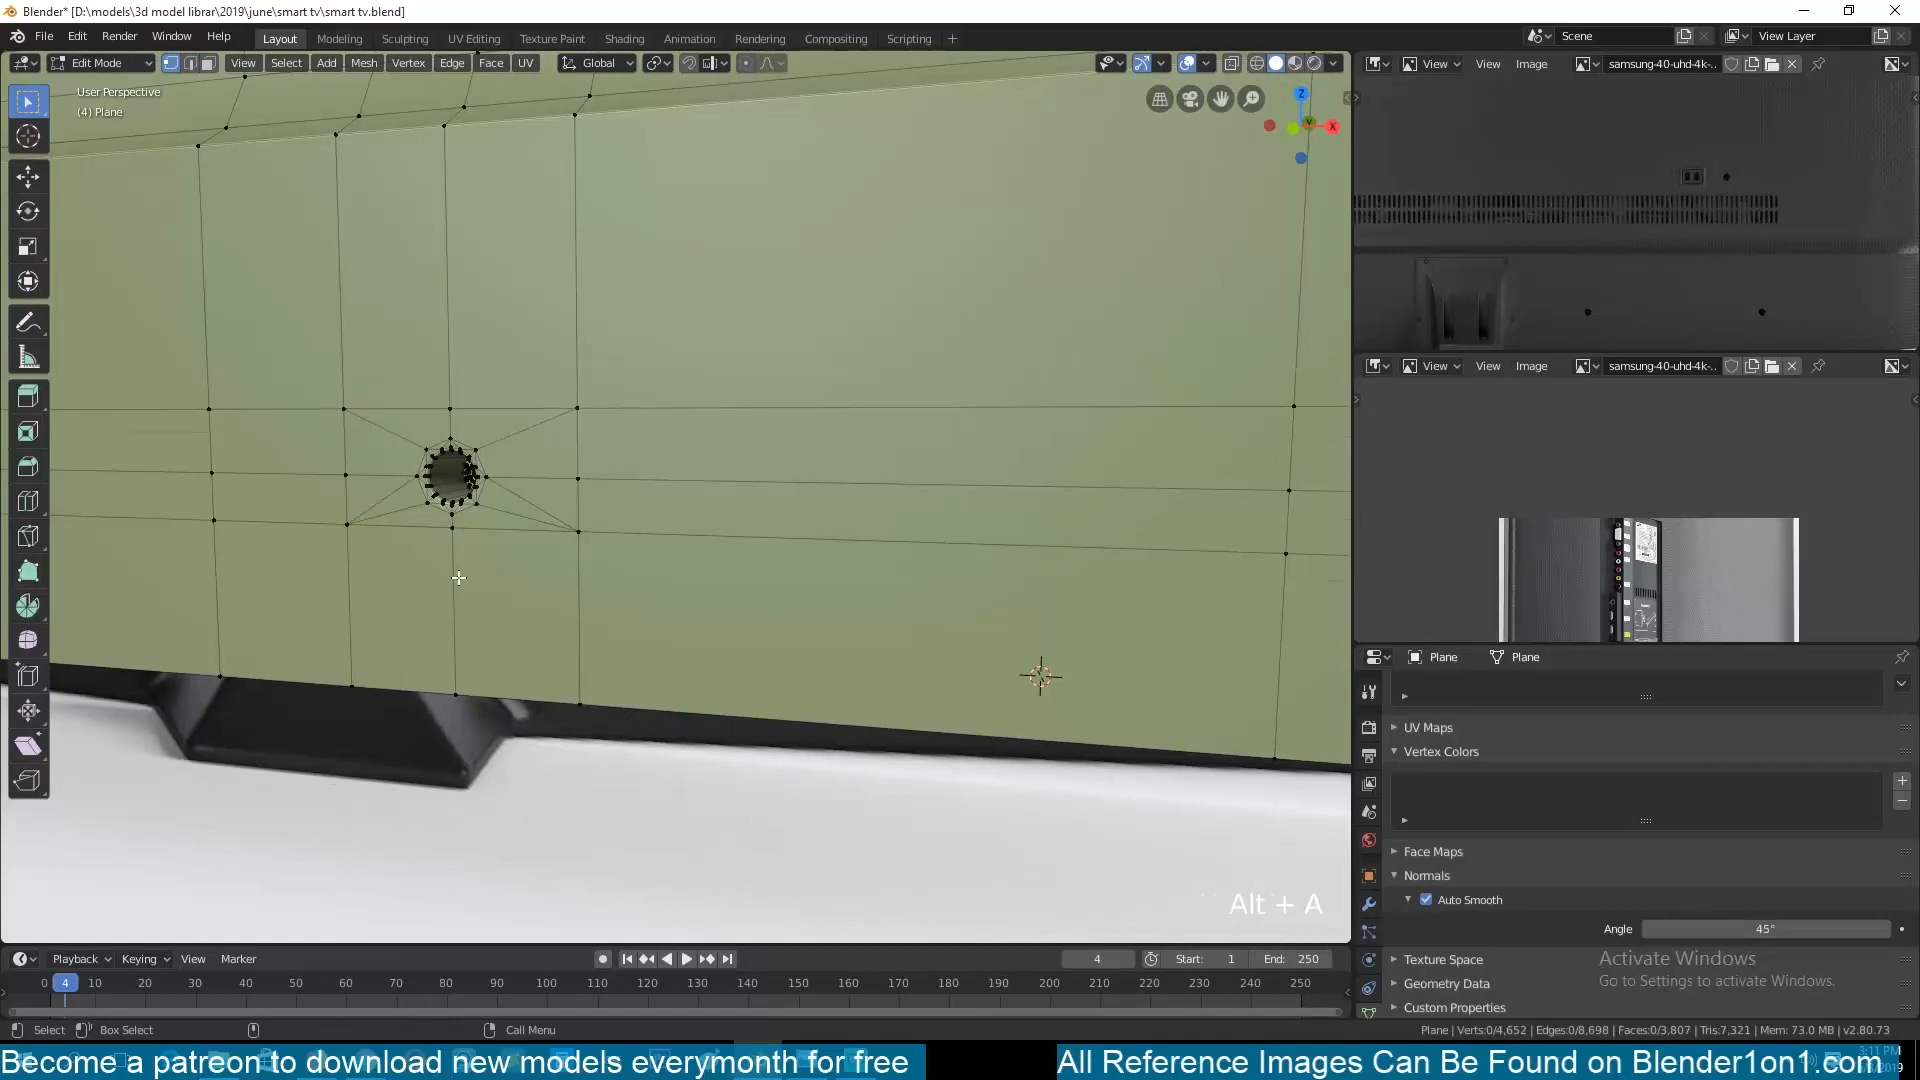 Blender* [D:\models\3d model librar\2019\june\smart tv\smart tv.blend]
File Edit Render Window Help Layout Modeling Sculpting UV Editing Texture Paint Shading Animation Rendering Compositing Scripting + Scene View Layer
Edit Mode View Select Add Mesh Vertex Edge Face UV Global
View View Image samsung-40-uhd-4k-..
User Perspective
(4) Plane
Z
Y
X
View View Image samsung-40-uhd-4k-..
Plane Plane
UV Maps
Vertex Colors
Face Maps
Normals
Auto Smooth
Angle 45°
Alt + A
Texture Space
Geometry Data
Custom Properties
Activate Windows
Go to Settings to activate Windows.
Playback Keying View Marker 4 Start: 1 End: 250
0 4 10 20 30 40 50 60 70 80 90 100 110 120 130 140 150 160 170 180 190 200 210 220 230 240 250
Select Box Select Call Menu Plane | Verts:0/4,652 | Edges:0/8,698 | Faces:0/3,807 | Tris:7,321 | Mem: 73.0 MB | v2.80.73
Become a patreon to download new models everymonth for free
All Reference Images Can Be Found on Blender1on1.com
3:11 PM